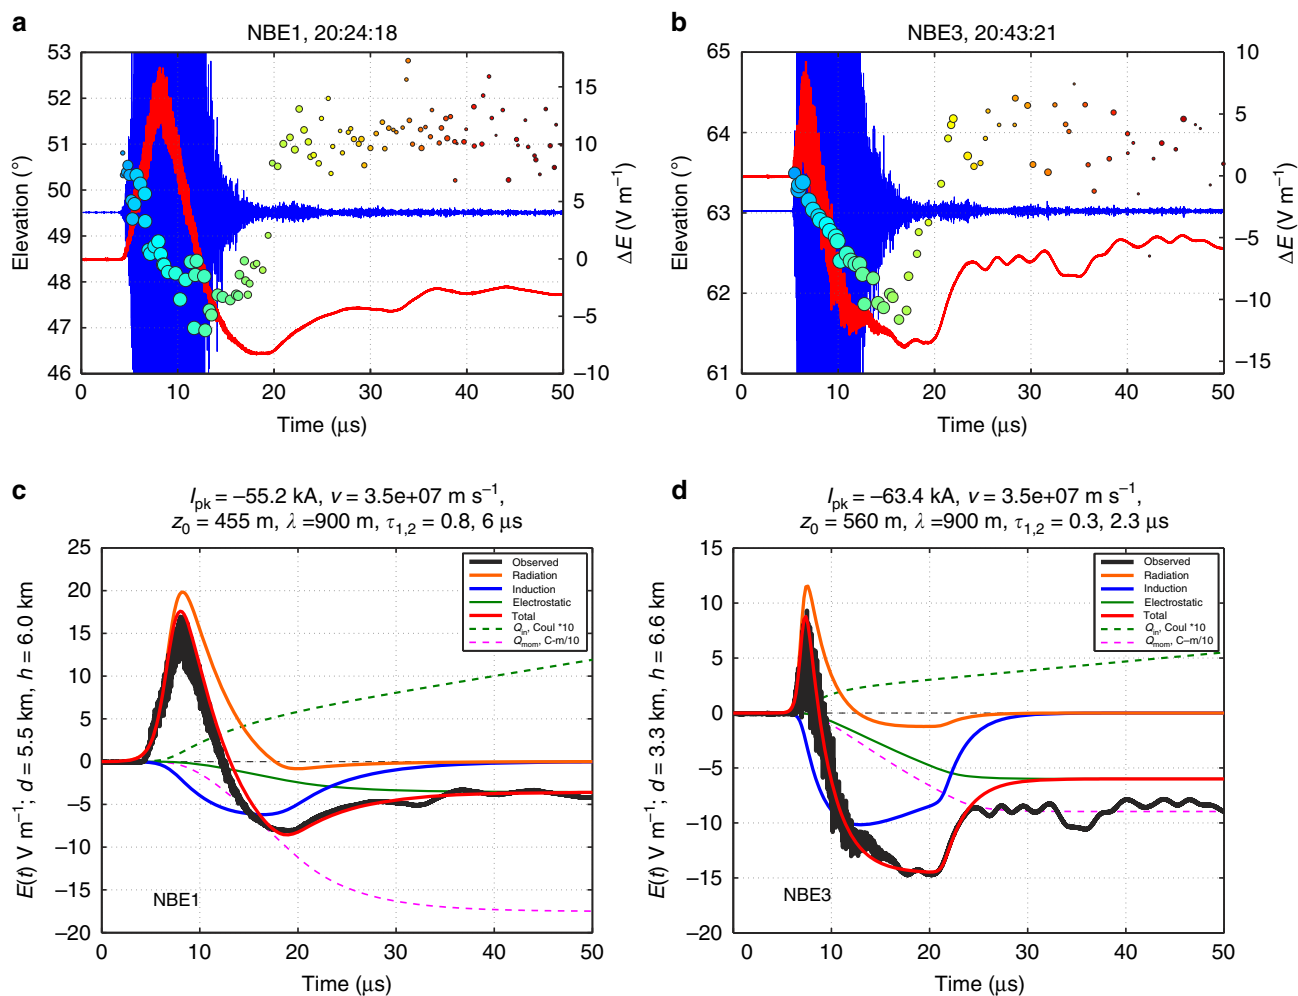 a
NBE1, 20:24:18
53
52
51
50
49
48
47
46
Elevation (°)
15
10
5
0
−5
−10
ΔE (V m⁻¹)
0 10 20 30 40 50
Time (μs)
b
NBE3, 20:43:21
65
64
63
62
61
Elevation (°)
10
5
0
−5
−10
−15
ΔE (V m⁻¹)
0 10 20 30 40 50
Time (μs)
c
I_pk = −55.2 kA, v = 3.5e+07 m s⁻¹,
z₀ = 455 m, λ =900 m, τ₁,₂ = 0.8, 6 μs
25
20
15
10
5
0
−5
−10
−15
−20
E(t) V m⁻¹; d = 5.5 km, h = 6.0 km
Observed
Radiation
Induction
Electrostatic
Total
Q_in, Coul *10
Q_mom, C-m/10
NBE1
0 10 20 30 40 50
Time (μs)
d
I_pk = −63.4 kA, v = 3.5e+07 m s⁻¹,
z₀ = 560 m, λ =900 m, τ₁,₂ = 0.3, 2.3 μs
15
10
5
0
−5
−10
−15
−20
E(t) V m⁻¹; d = 3.3 km, h = 6.6 km
Observed
Radiation
Induction
Electrostatic
Total
Q_in, Coul *10
Q_mom, C–m/10
NBE3
0 10 20 30 40 50
Time (μs)